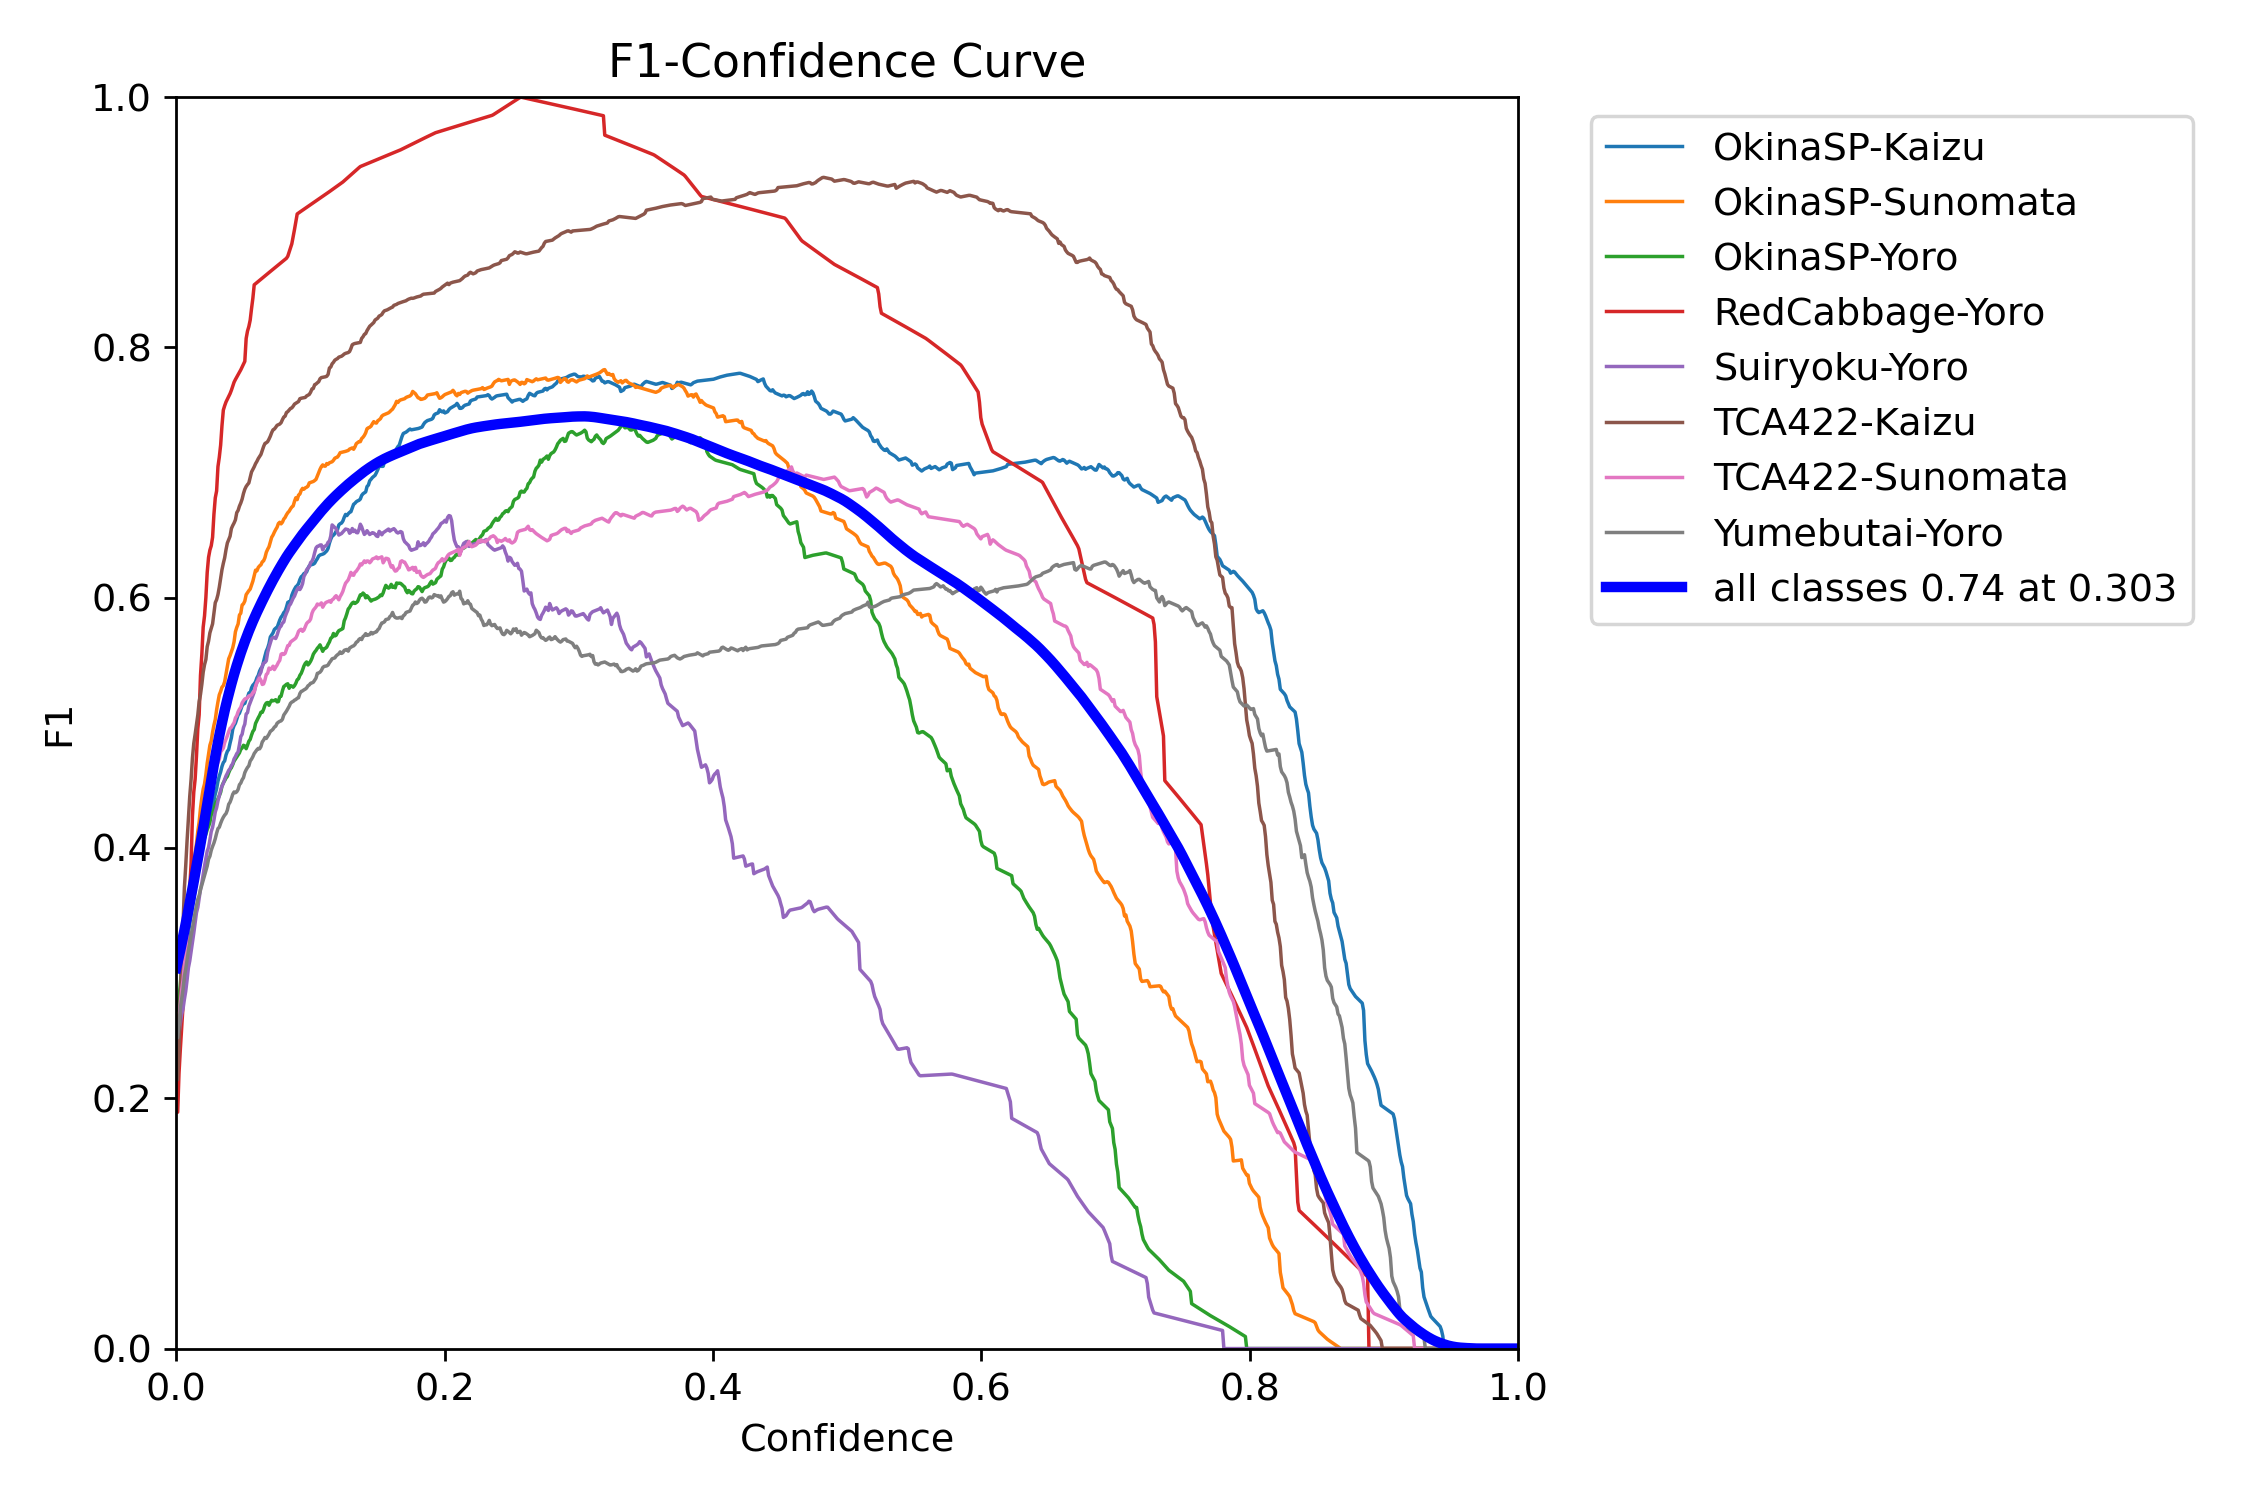 F1-Confidence Curve
1.0
0.8
0.6
0.4
0.2
0.0
F1
0.0 0.2 0.4 0.6 0.8 1.0
Confidence
OkinaSP-Kaizu
OkinaSP-Sunomata
OkinaSP-Yoro
RedCabbage-Yoro
Suiryoku-Yoro
TCA422-Kaizu
TCA422-Sunomata
Yumebutai-Yoro
all classes 0.74 at 0.303